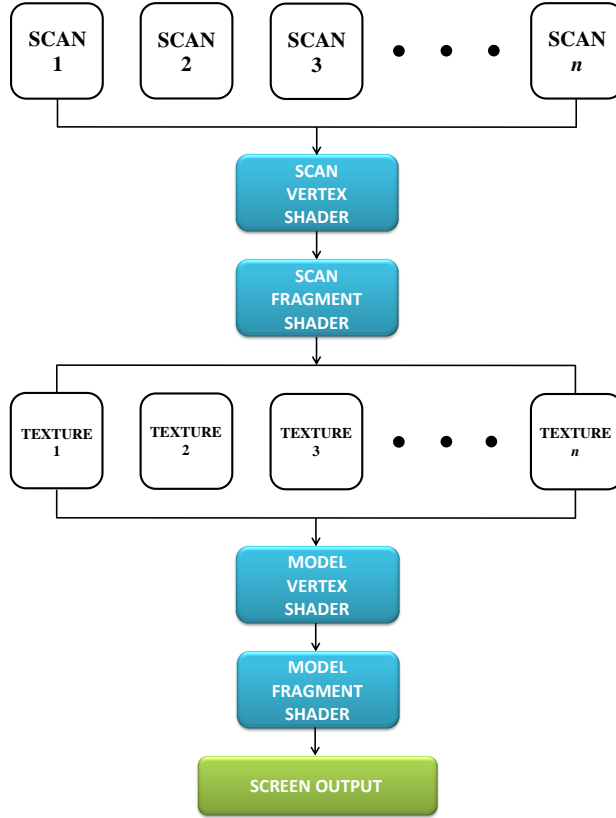 SCAN
1
SCAN
2
SCAN
3
SCAN
n
SCAN
VERTEX
SHADER
SCAN
FRAGMENT
SHADER
TEXTURE
1
TEXTURE
2
TEXTURE
3
TEXTURE
n
MODEL
VERTEX
SHADER
MODEL
FRAGMENT
SHADER
SCREEN OUTPUT